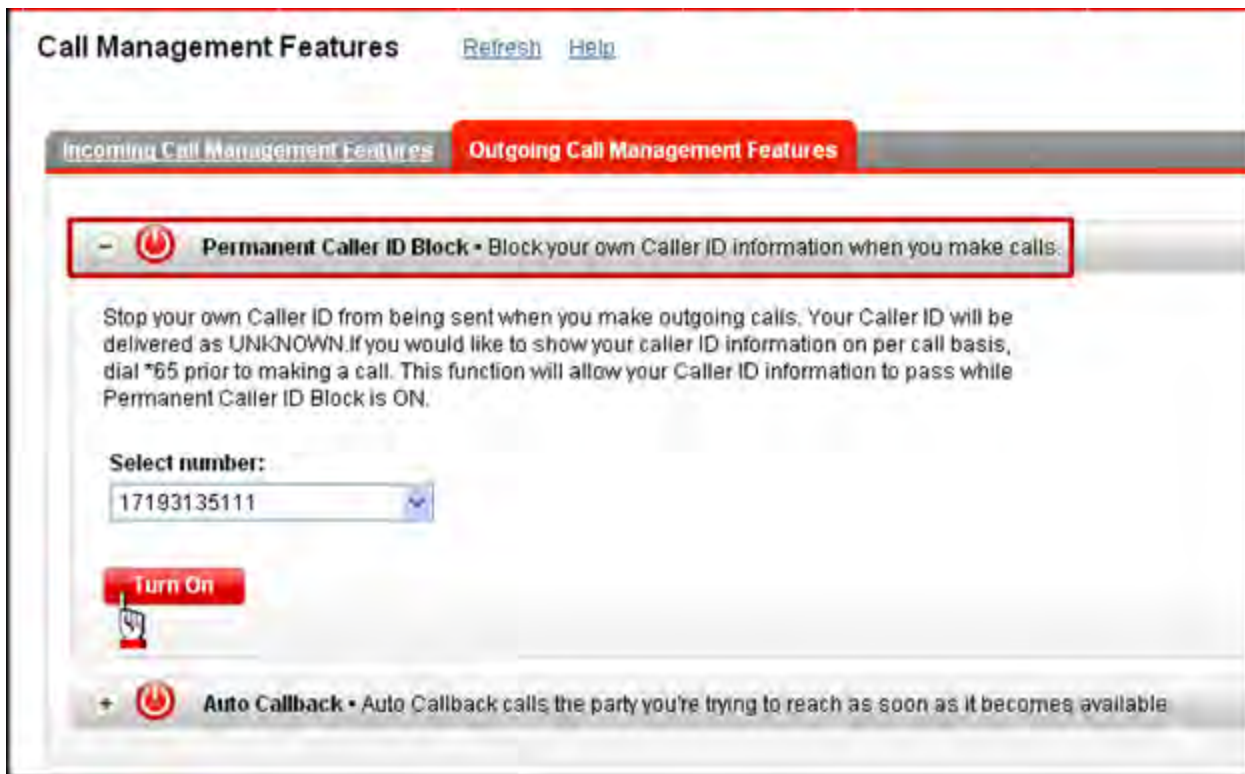 Call Management Features Refresh Help
Incoming Call Management Features Outgoing Call Management Features
- Permanent Caller ID Block • Block your own Caller ID information when you make calls.
Stop your own Caller ID from being sent when you make outgoing calls. Your Caller ID will be
delivered as UNKNOWN.If you would like to show your caller ID information on per call basis,
dial *65 prior to making a call. This function will allow your Caller ID information to pass while
Permanent Caller ID Block is ON.
Select number:
17193135111
Turn On
+ Auto Callback • Auto Callback calls the party you're trying to reach as soon as it becomes available